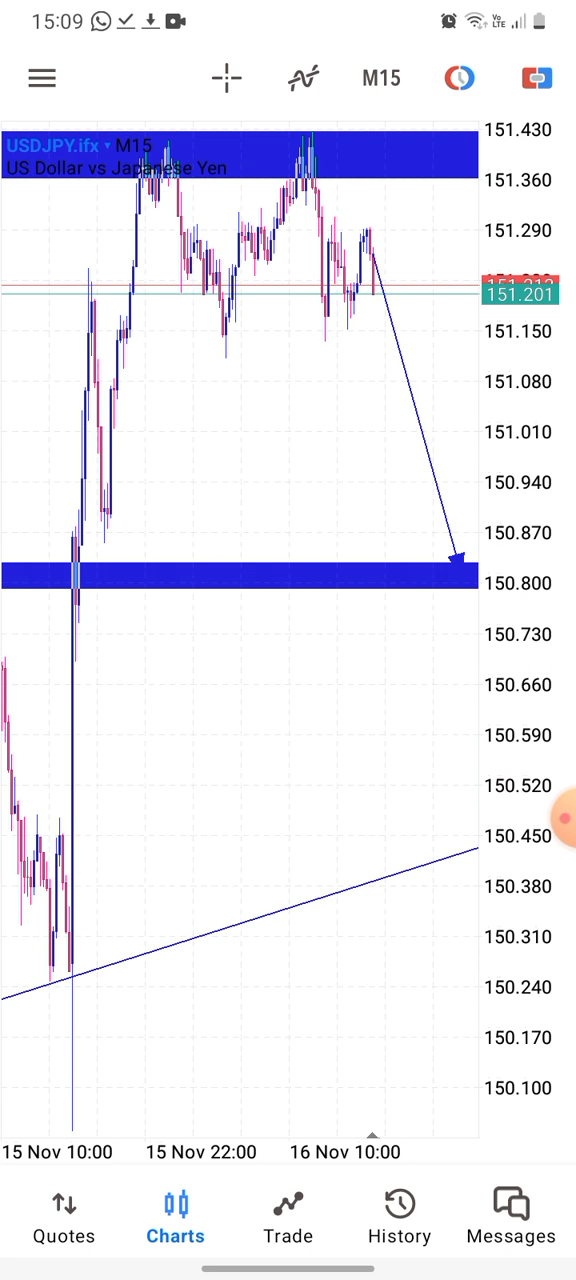 15:09
Vo
LTE
M15
USDJPY.ifx M15
US Dollar vs Japanese Yen
151.430
151.360
151.290
151.201
151.150
151.080
151.010
150.940
150.870
150.800
150.730
150.660
150.590
150.520
150.450
150.380
150.310
150.240
150.170
150.100
15 Nov 10:00
15 Nov 22:00
16 Nov 10:00
Quotes
Charts
Trade
History
Messages